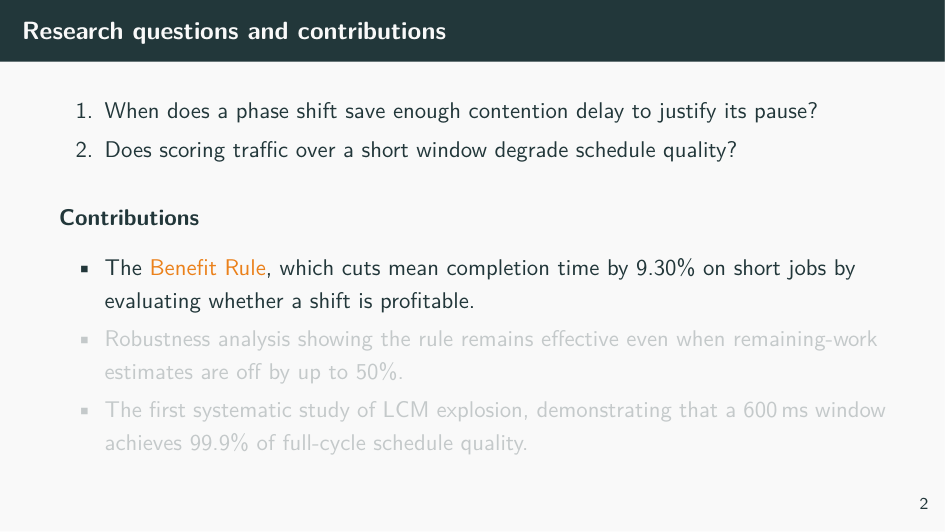 Research questions and contributions
1. When does a phase shift save enough contention delay to justify its pause?
2. Does scoring traffic over a short window degrade schedule quality?
Contributions
▪ The Benefit Rule, which cuts mean completion time by 9.30% on short jobs by
evaluating whether a shift is profitable.
▪ Robustness analysis showing the rule remains effective even when remaining-work
estimates are off by up to 50%.
▪ The first systematic study of LCM explosion, demonstrating that a 600 ms window
achieves 99.9% of full-cycle schedule quality.
2